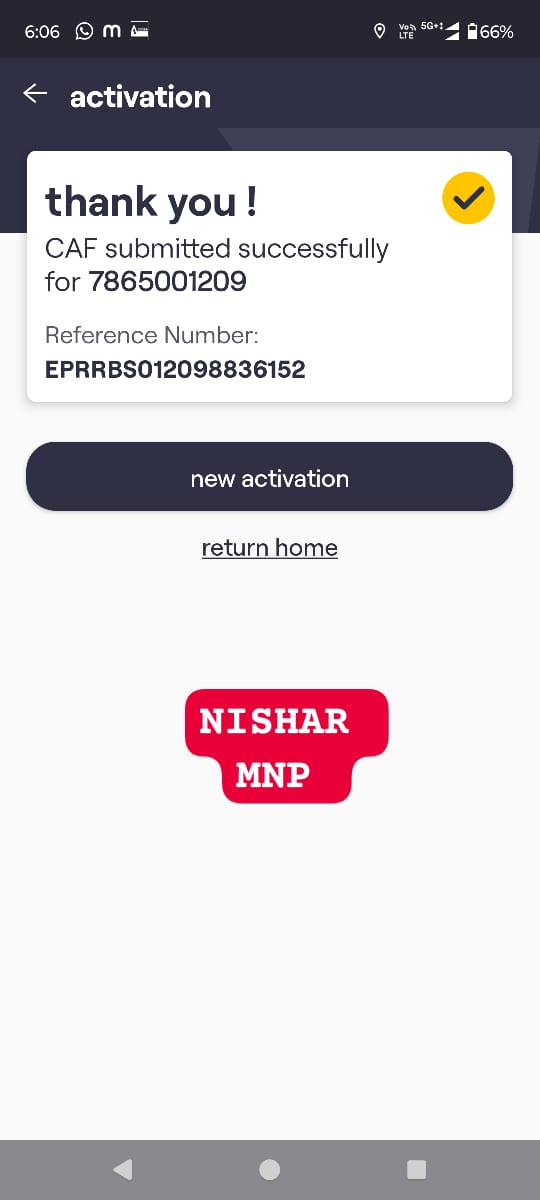 6:06 m Vo LTE 5G+ 66%
activation
thank you !
CAF submitted successfully
for 7865001209
Reference Number:
EPRRBS012098836152
new activation
return home
NISHAR
MNP